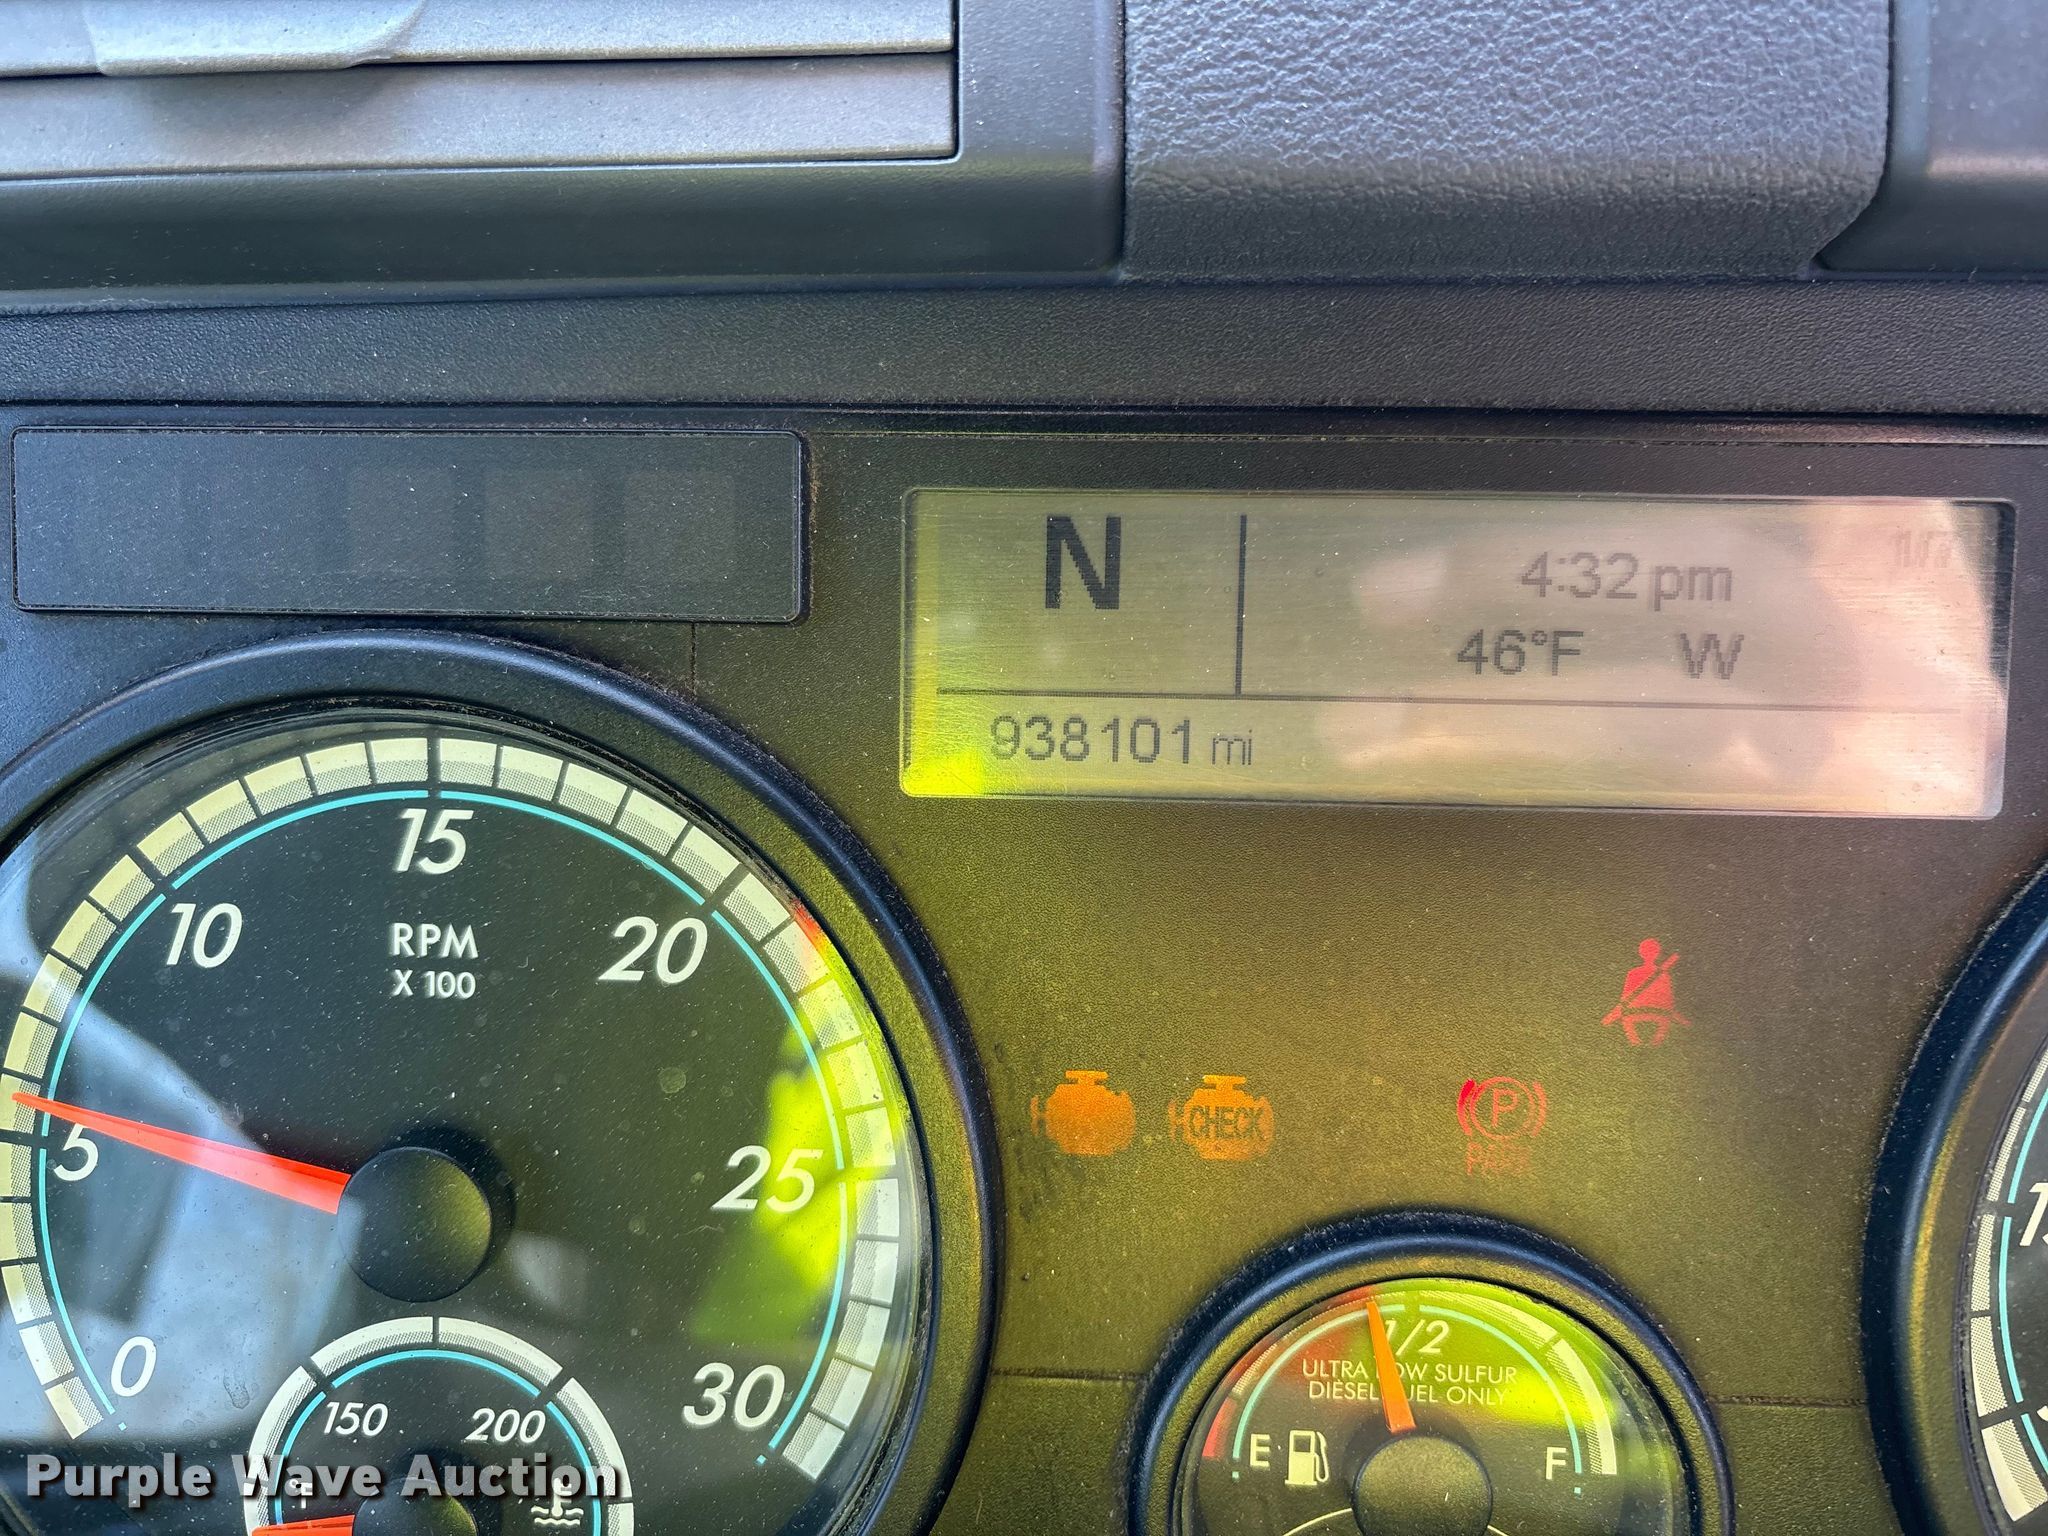 N
4:32 pm
46°F W
938101 mi
15
10
20
RPM
X 100
5
25
0
30
150
200
°F
CHECK
P
PARK
1/2
ULTRA LOW SULFUR
DIESEL FUEL ONLY
E
F
Purple Wave Auction